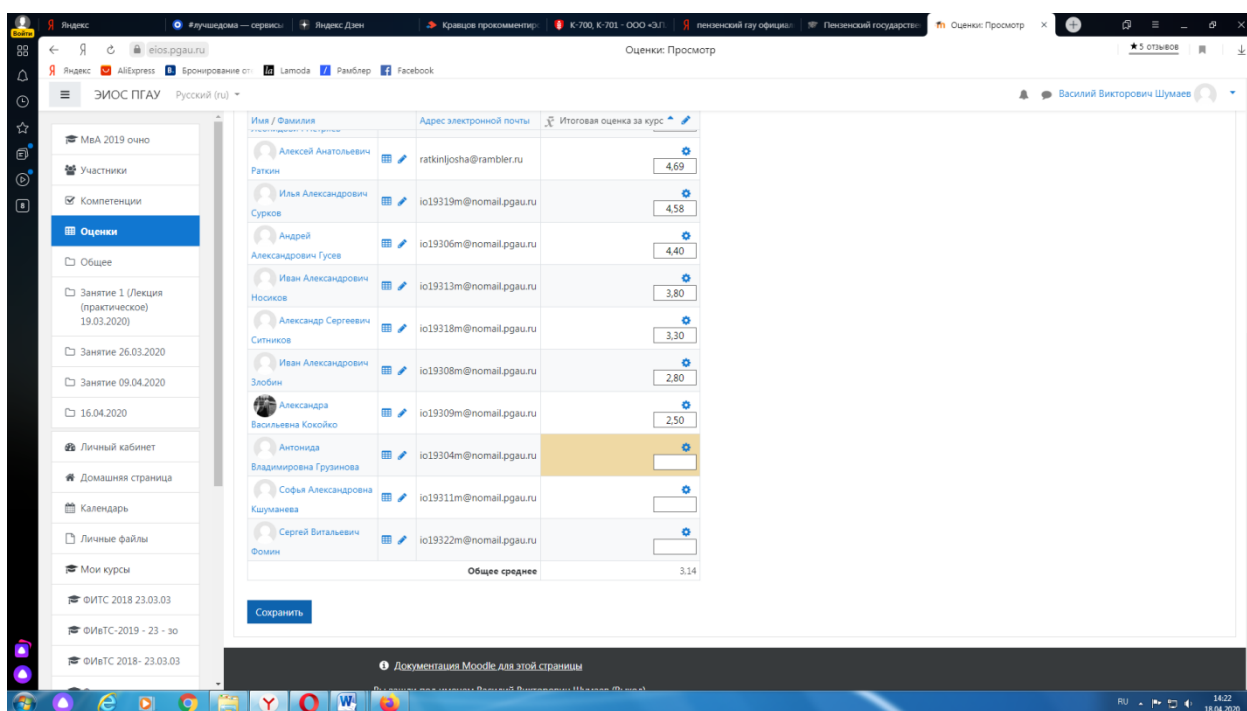 Войти
Яндекс
#лучшедома — сервисы
Яндекс Дзен
Кравцов прокомментир
К-700, К-701 - ООО «ЭЛ
пензенский гау официал
Пензенский государстве
Оценки: Просмотр
eios.pgau.ru
Оценки: Просмотр
★5 отзывов
Яндекс
AliExpress
Бронирование от
Lamoda
Рамблер
Facebook
ЭИОС ПГАУ Русский (ru)
Василий Викторович Шумаев
МвА 2019 очно
Участники
Компетенции
Оценки
Общее
Занятие 1 (Лекция
(практическое)
19.03.2020)
Занятие 26.03.2020
Занятие 09.04.2020
16.04.2020
Личный кабинет
Домашняя страница
Календарь
Личные файлы
Мои курсы
ФИТС 2018 23.03.03
ФИвТС-2019 - 23 - зо
ФИвТС 2018- 23.03.03
Имя / Фамилия Адрес электронной почты Итоговая оценка за курс
Алексей Анатольевич
Раткин
ratkinljosha@rambler.ru
4,69
Илья Александрович
Сурков
io19319m@nomail.pgau.ru
4,58
Андрей
Александрович Гусев
io19306m@nomail.pgau.ru
4,40
Иван Александрович
Носиков
io19313m@nomail.pgau.ru
3,80
Александр Сергеевич
Ситников
io19318m@nomail.pgau.ru
3,30
Иван Александрович
Злобин
io19308m@nomail.pgau.ru
2,80
Александра
Васильевна Кокойко
io19309m@nomail.pgau.ru
2,50
Антонида
Владимировна Грузинова
io19304m@nomail.pgau.ru
Софья Александровна
Кшуманева
io19311m@nomail.pgau.ru
Сергей Витальевич
Фомин
io19322m@nomail.pgau.ru
Общее среднее 3,14
Сохранить
Документация Moodle для этой страницы
RU
14:22
18.04.2020